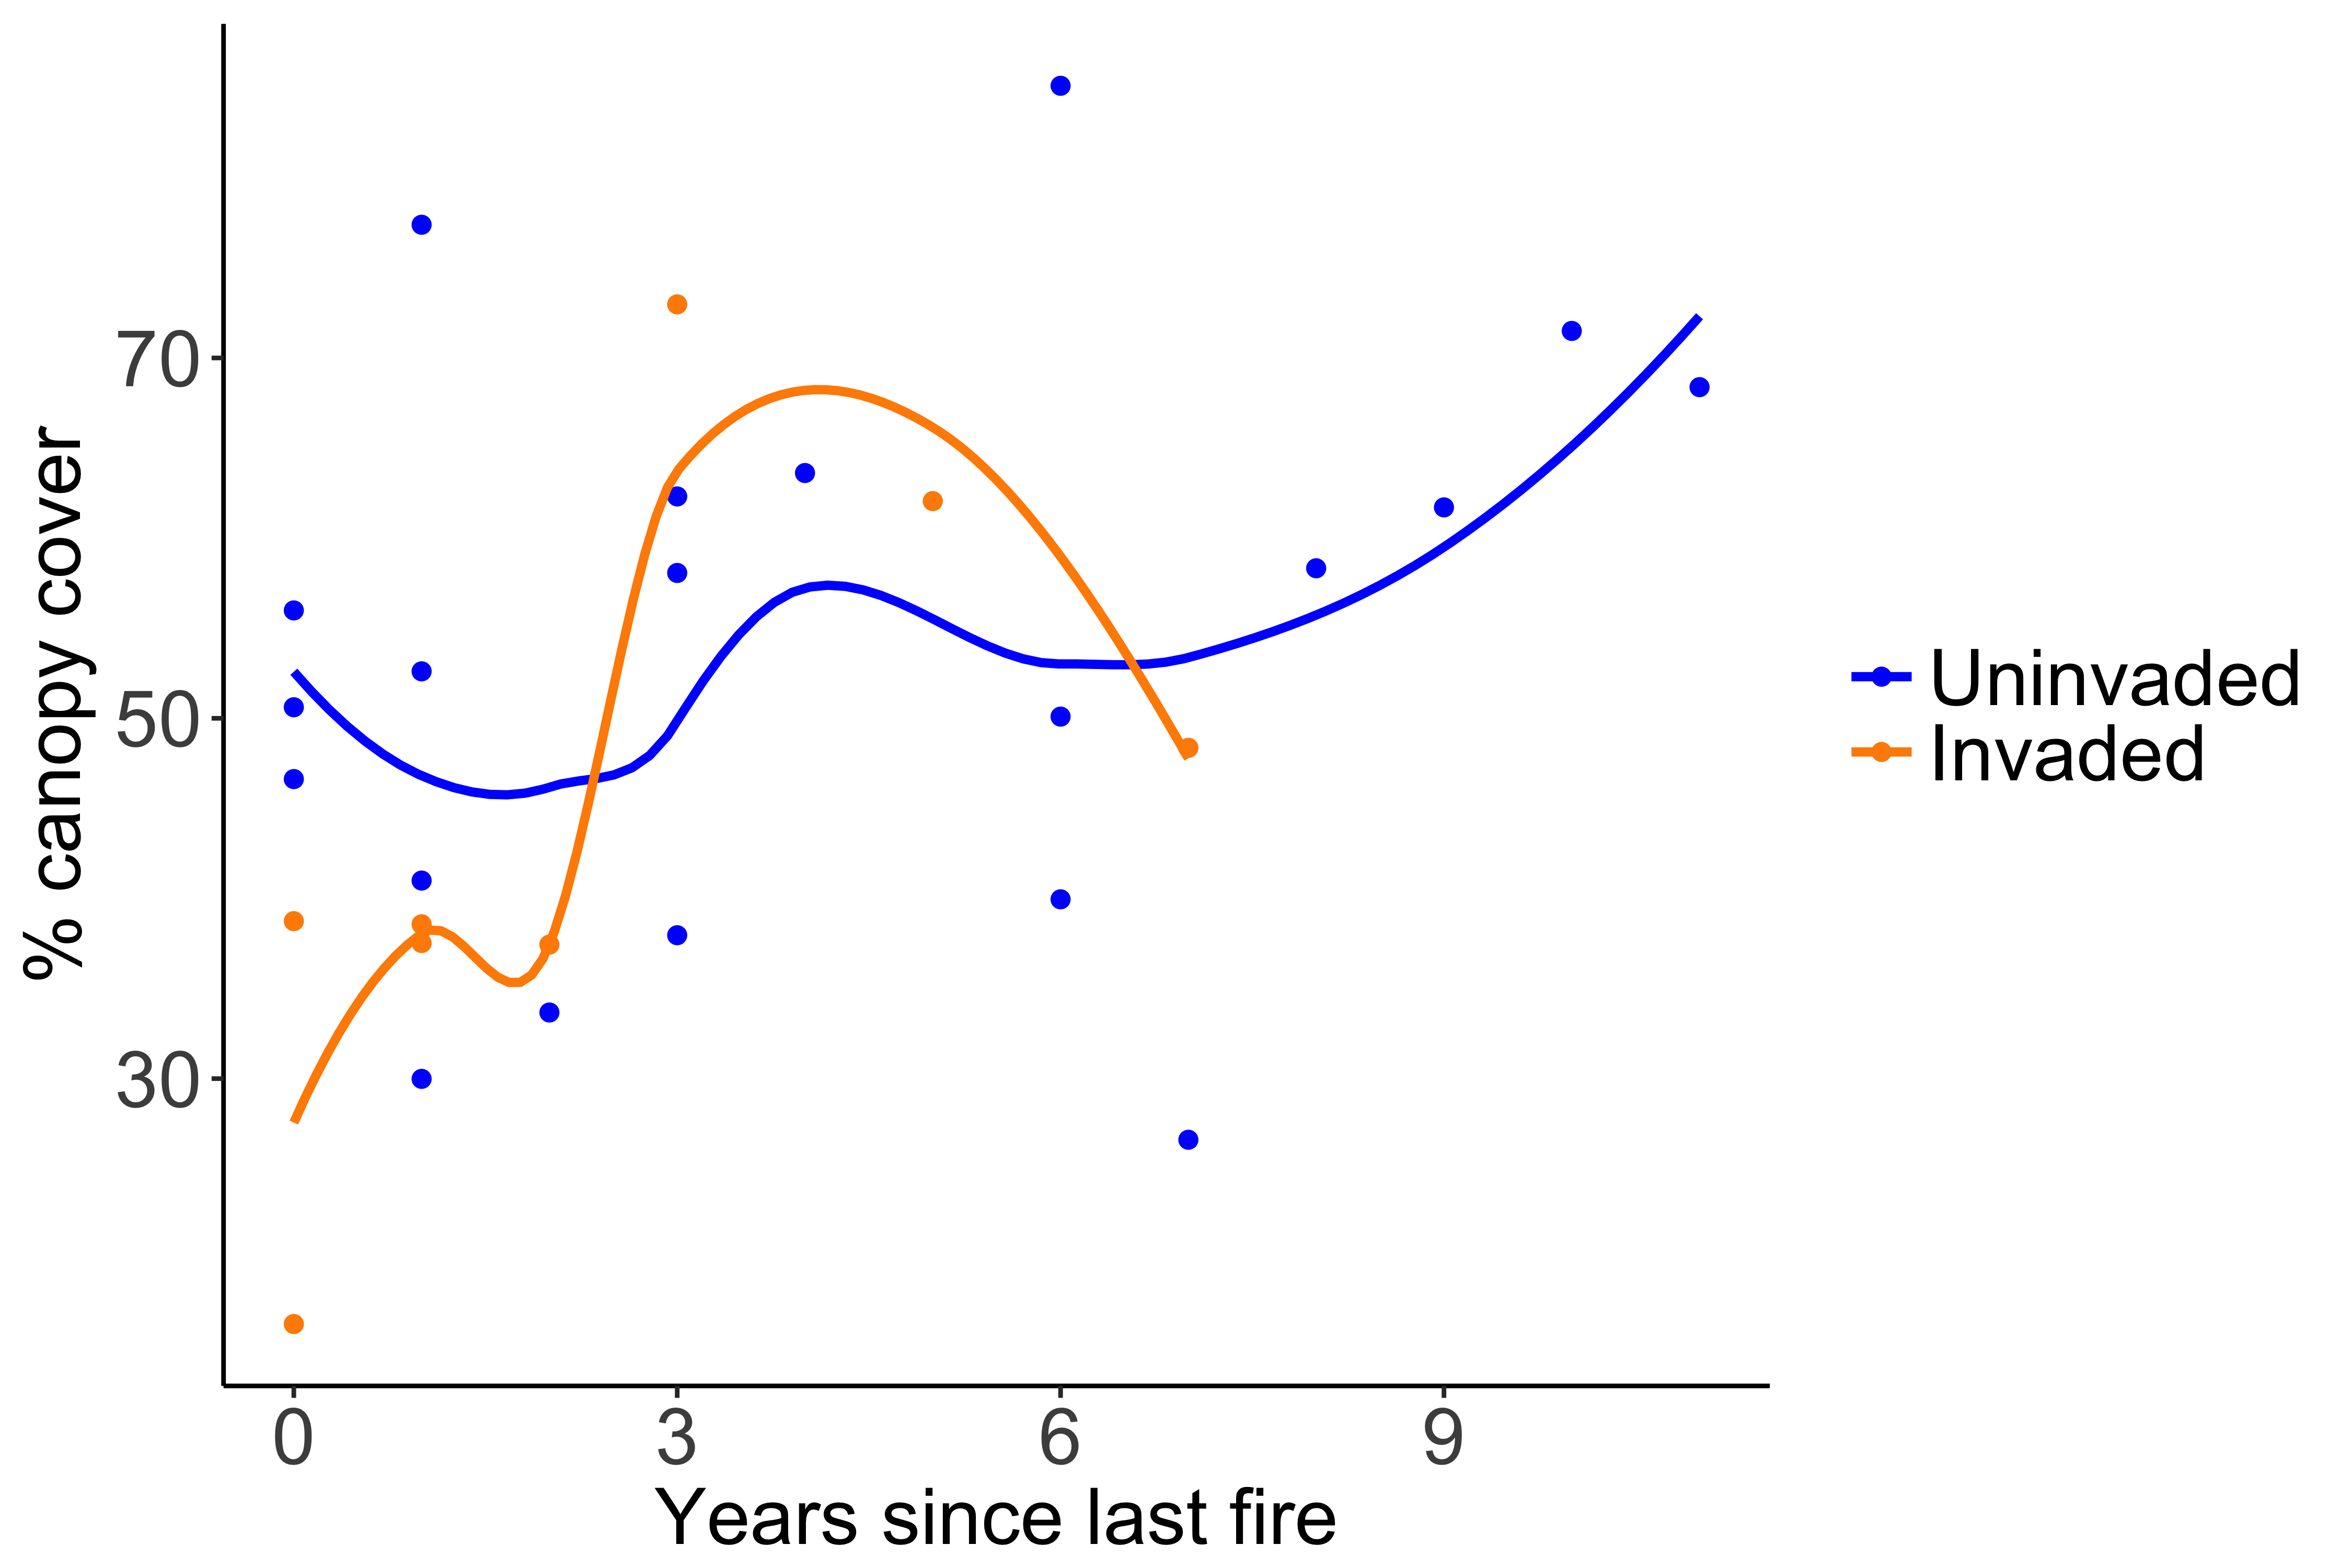 % canopy cover
70
50
30
0 3 6 9
Years since last fire
Uninvaded
Invaded